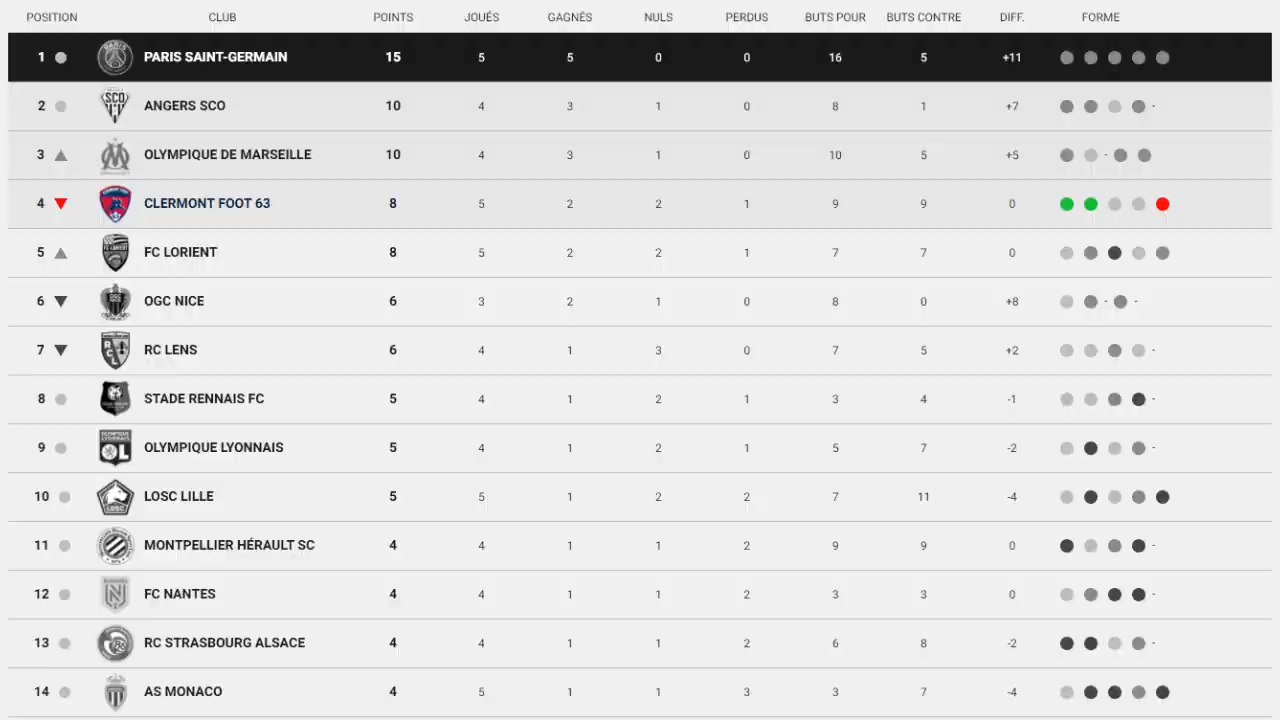 POSITION CLUB POINTS JOUÉS GAGNÉS NULS PERDUS BUTS POUR BUTS CONTRE DIFF. FORME
1 PARIS SAINT-GERMAIN 15 5 5 0 0 16 5 +11
2 SCO ANGERS SCO 10 4 3 1 0 8 1 +7 -
3 OLYMPIQUE DE MARSEILLE 10 4 3 1 0 10 5 +5 -
4 CLERMONT FOOT 63 8 5 2 2 1 9 9 0
5 FC LORIENT 8 5 2 2 1 7 7 0
6 OGC NICE 6 3 2 1 0 8 0 +8 - -
7 RCL RC LENS 6 4 1 3 0 7 5 +2 -
8 STADE RENNAIS FC 5 4 1 2 1 3 4 -1 -
9 OL OLYMPIQUE LYONNAIS 5 4 1 2 1 5 7 -2 -
10 LOSC LOSC LILLE 5 5 1 2 2 7 11 -4
11 MONTPELLIER HÉRAULT SC 4 4 1 1 2 9 9 0 -
12 N FC NANTES 4 4 1 1 2 3 3 0 -
13 RC STRASBOURG ALSACE 4 4 1 1 2 6 8 -2 -
14 AS MONACO 4 5 1 1 3 3 7 -4